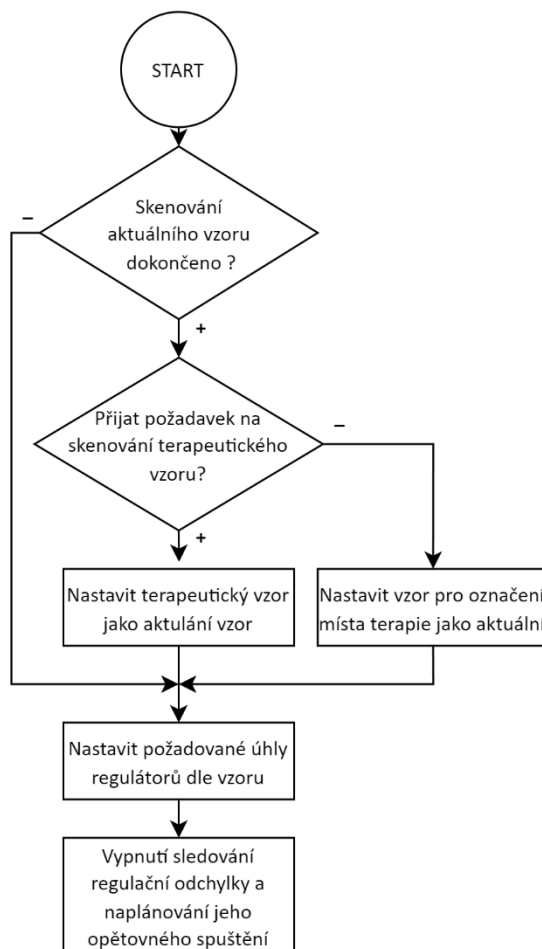 START
Skenování
aktuálního vzoru
dokončeno ?
–
+
Přijat požadavek na
skenování terapeutického
vzoru?
–
+
Nastavit terapeutický vzor
jako aktulání vzor
Nastavit vzor pro označení
místa terapie jako aktuální
Nastavit požadované úhly
regulátorů dle vzoru
Vypnutí sledování
regulační odchylky a
naplánování jeho
opětovného spuštění